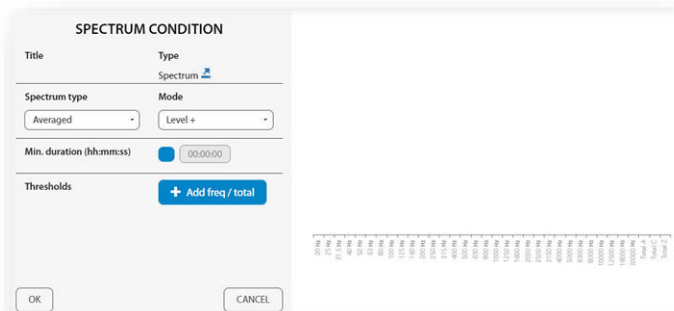 SPECTRUM CONDITION
Title Type
Spectrum
Spectrum type Mode
Averaged Level +
Min. duration (hh:mm:ss) 00:00:00
Thresholds + Add freq / total
OK CANCEL
20 Hz
25 Hz
31.5 Hz
40 Hz
50 Hz
63 Hz
80 Hz
100 Hz
125 Hz
160 Hz
200 Hz
250 Hz
315 Hz
400 Hz
500 Hz
630 Hz
800 Hz
1000 Hz
1250 Hz
1600 Hz
2000 Hz
2500 Hz
3150 Hz
4000 Hz
5000 Hz
6300 Hz
8000 Hz
10000 Hz
12500 Hz
16000 Hz
20000 Hz
Total A
Total C
Total Z